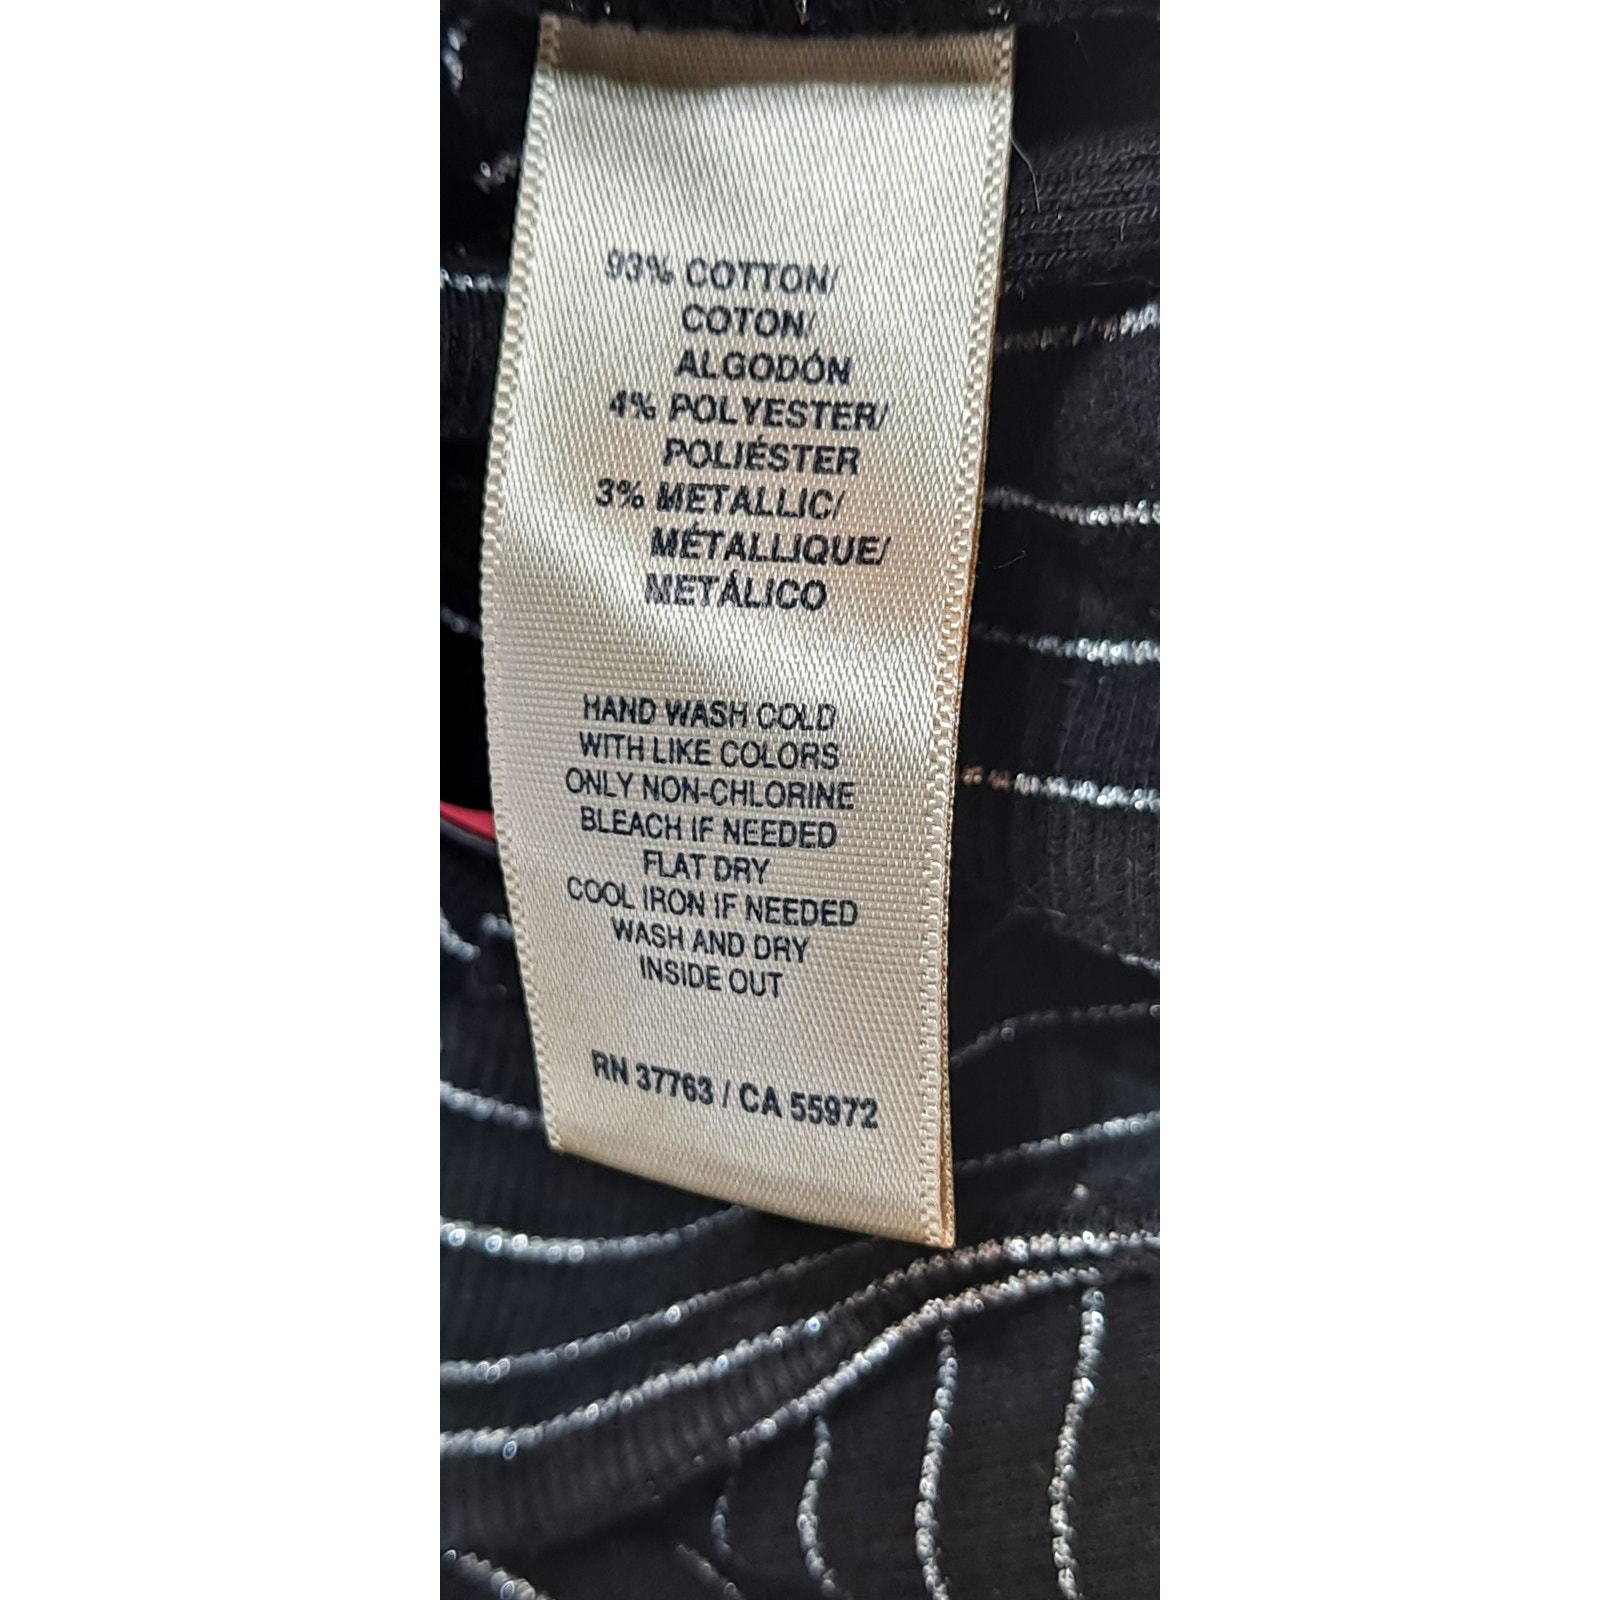 93% COTTON/
COTON/
ALGODÓN
4% POLYESTER/
POLIÉSTER
3% METALLIC/
MÉTALLIQUE/
METÁLICO
HAND WASH COLD
WITH LIKE COLORS
ONLY NON-CHLORINE
BLEACH IF NEEDED
FLAT DRY
COOL IRON IF NEEDED
WASH AND DRY
INSIDE OUT
RN 37763 / CA 55972